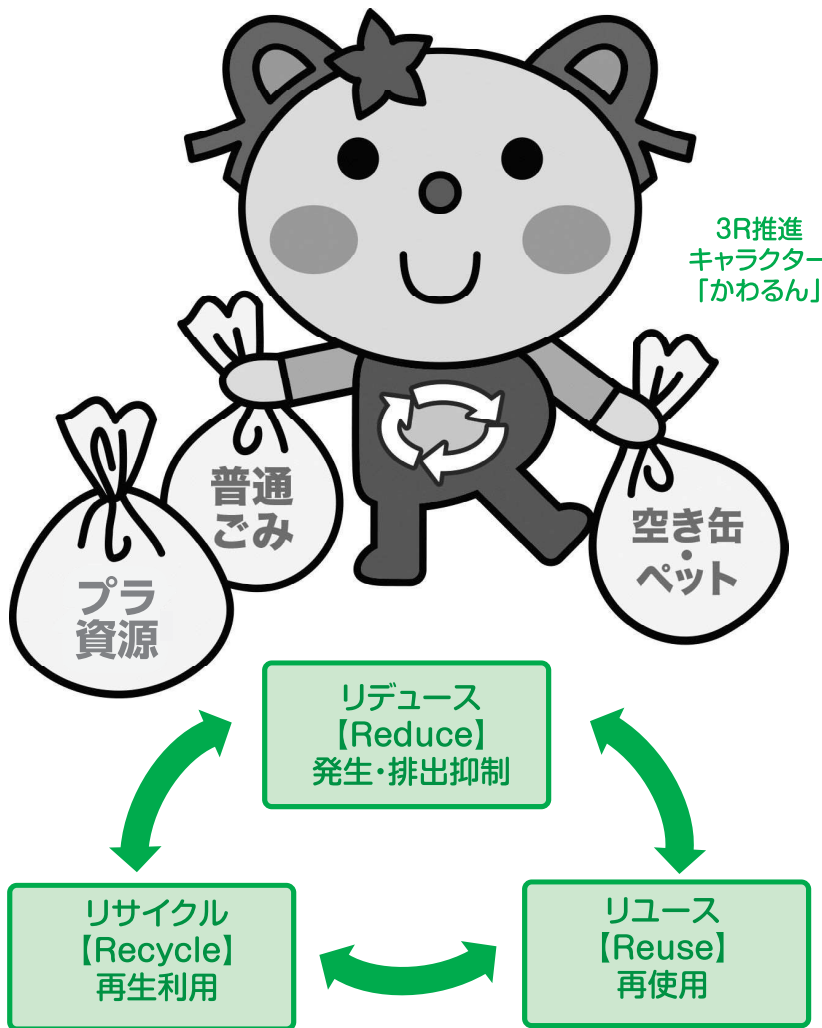 3R推進
キャラクター
「かわるん」
普通
ごみ
空き缶
・
ペット
プラ
資源
リデュース
【Reduce】
発生・排出抑制
リサイクル
【Recycle】
再生利用
リユース
【Reuse】
再使用